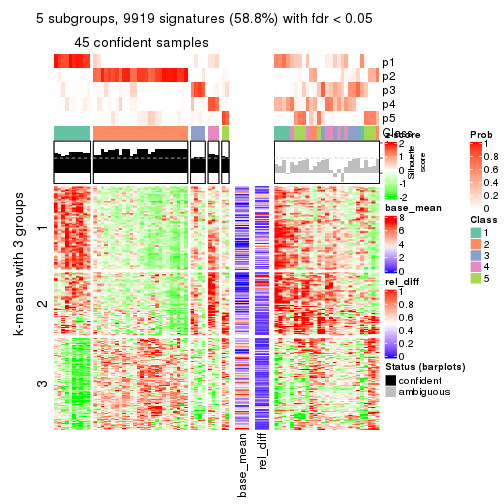 5 subgroups, 9919 signatures (58.8%) with fdr < 0.05
45 confident samples
p1
p2
p3
p4
p5
Class
z-score
2
1
0
-1
-2
Silhouette
score
Prob
1
0.8
0.6
0.4
0.2
0
base_mean
8
6
4
2
0
Class
1
2
3
4
5
rel_diff
1
0.8
0.6
0.4
0.2
0
Status (barplots)
confident
ambiguous
k-means with 3 groups
1
2
3
base_mean
rel_diff